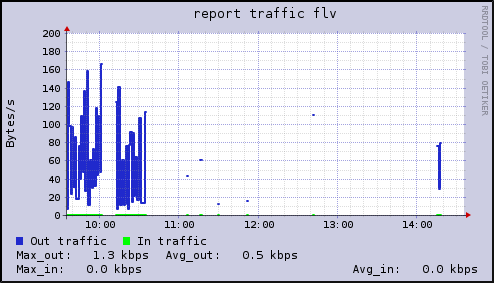 report traffic flv
RRDTOOL / TOBI OETIKER
Bytes/s
200
180
160
140
120
100
80
60
40
20
0
10:00 11:00 12:00 13:00 14:00
Out traffic In traffic
Max_out: 1.3 kbps Avg_out: 0.5 kbps
Max_in: 0.0 kbps Avg_in: 0.0 kbps